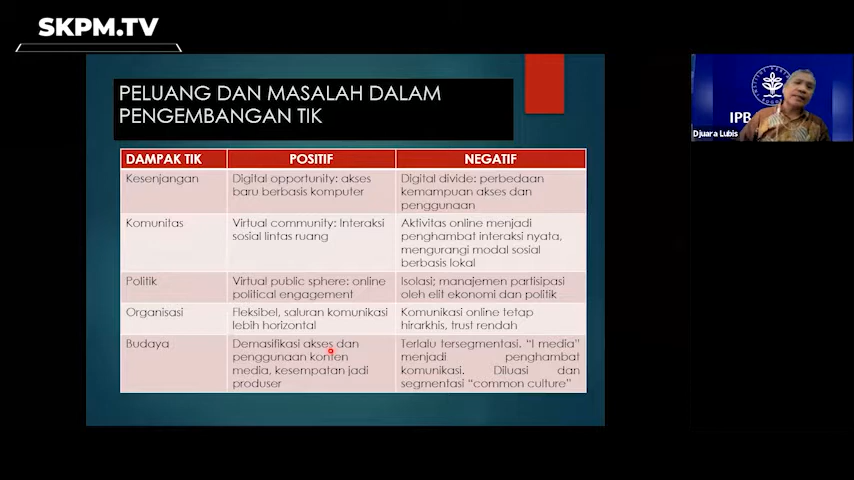 SKPM.TV
PELUANG DAN MASALAH DALAM
PENGEMBANGAN TIK
DAMPAK TIK
POSITIF
NEGATIF
Kesenjangan
Digital opportunity: akses
baru berbasis komputer
Digital divide: perbedaan
kemampuan akses dan
penggunaan
Komunitas
Virtual community: Interaksi
sosial lintas ruang
Aktivitas online menjadi
penghambat interaksi nyata,
mengurangi modal sosial
berbasis lokal
Politik
Virtual public sphere: online
political engagement
Isolasi; manajemen partisipasi
oleh elit ekonomi dan politik
Organisasi
Fleksibel, saluran komunikasi
lebih horizontal
Komunikasi online tetap
hirarkhis, trust rendah
Budaya
Demasifikasi akses dan
penggunaan konten
media, kesempatan jadi
produser
Terlalu tersegmentasi. “I media”
menjadi penghambat
komunikasi. Diluasi dan
segmentasi “common culture”
IPB
Djuara Lubis